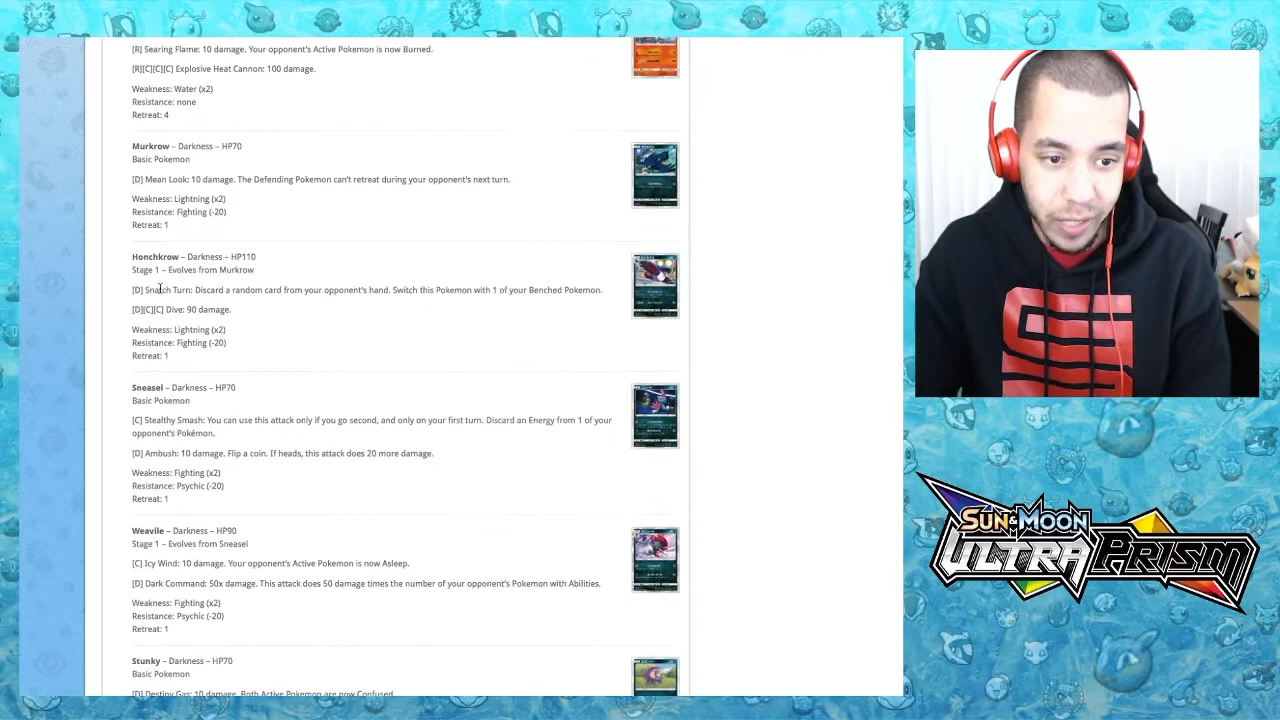 [R] Searing Flame: 10 damage. Your opponent's Active Pokemon is now Burned.
[R][C][C][C] Explosive Heat Cannon: 100 damage.
Weakness: Water (x2)
Resistance: none
Retreat: 4
Murkrow – Darkness – HP70
Basic Pokemon
[D] Mean Look: 10 damage. The Defending Pokemon can't retreat during your opponent's next turn.
Weakness: Lightning (x2)
Resistance: Fighting (-20)
Retreat: 1
Honchkrow – Darkness – HP110
Stage 1 – Evolves from Murkrow
[D] Snatch Turn: Discard a random card from your opponent's hand. Switch this Pokemon with 1 of your Benched Pokemon.
[D][C][C] Dive: 90 damage.
Weakness: Lightning (x2)
Resistance: Fighting (-20)
Retreat: 1
Sneasel – Darkness – HP70
Basic Pokemon
[C] Stealthy Smash: You can use this attack only if you go second, and only on your first turn. Discard an Energy from 1 of your
opponent's Pokémon.
[D] Ambush: 10 damage. Flip a coin. If heads, this attack does 20 more damage.
Weakness: Fighting (x2)
Resistance: Psychic (-20)
Retreat: 1
Weavile – Darkness – HP90
Stage 1 – Evolves from Sneasel
[C] Icy Wind: 10 damage. Your opponent's Active Pokemon is now Asleep.
[D] Dark Command: 50x damage. This attack does 50 damage times the number of your opponent's Pokemon with Abilities.
Weakness: Fighting (x2)
Resistance: Psychic (-20)
Retreat: 1
Stunky – Darkness – HP70
Basic Pokemon
[D] Destiny Gas: 10 damage. Both Active Pokemon are now Confused.
SUN & MOON
ULTRA PRISM